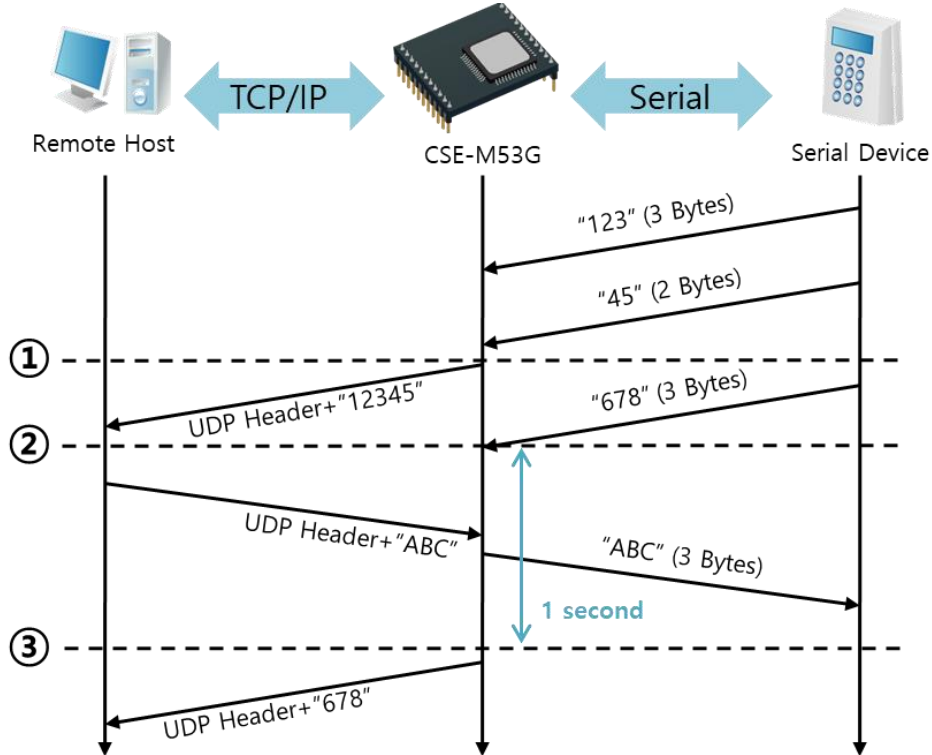 TCP/IP
Serial
Remote Host
CSE-M53G
Serial Device
“123” (3 Bytes)
“45” (2 Bytes)
①
UDP Header+”12345”
“678” (3 Bytes)
②
UDP Header+”ABC”
“ABC” (3 Bytes)
1 second
③
UDP Header+”678”